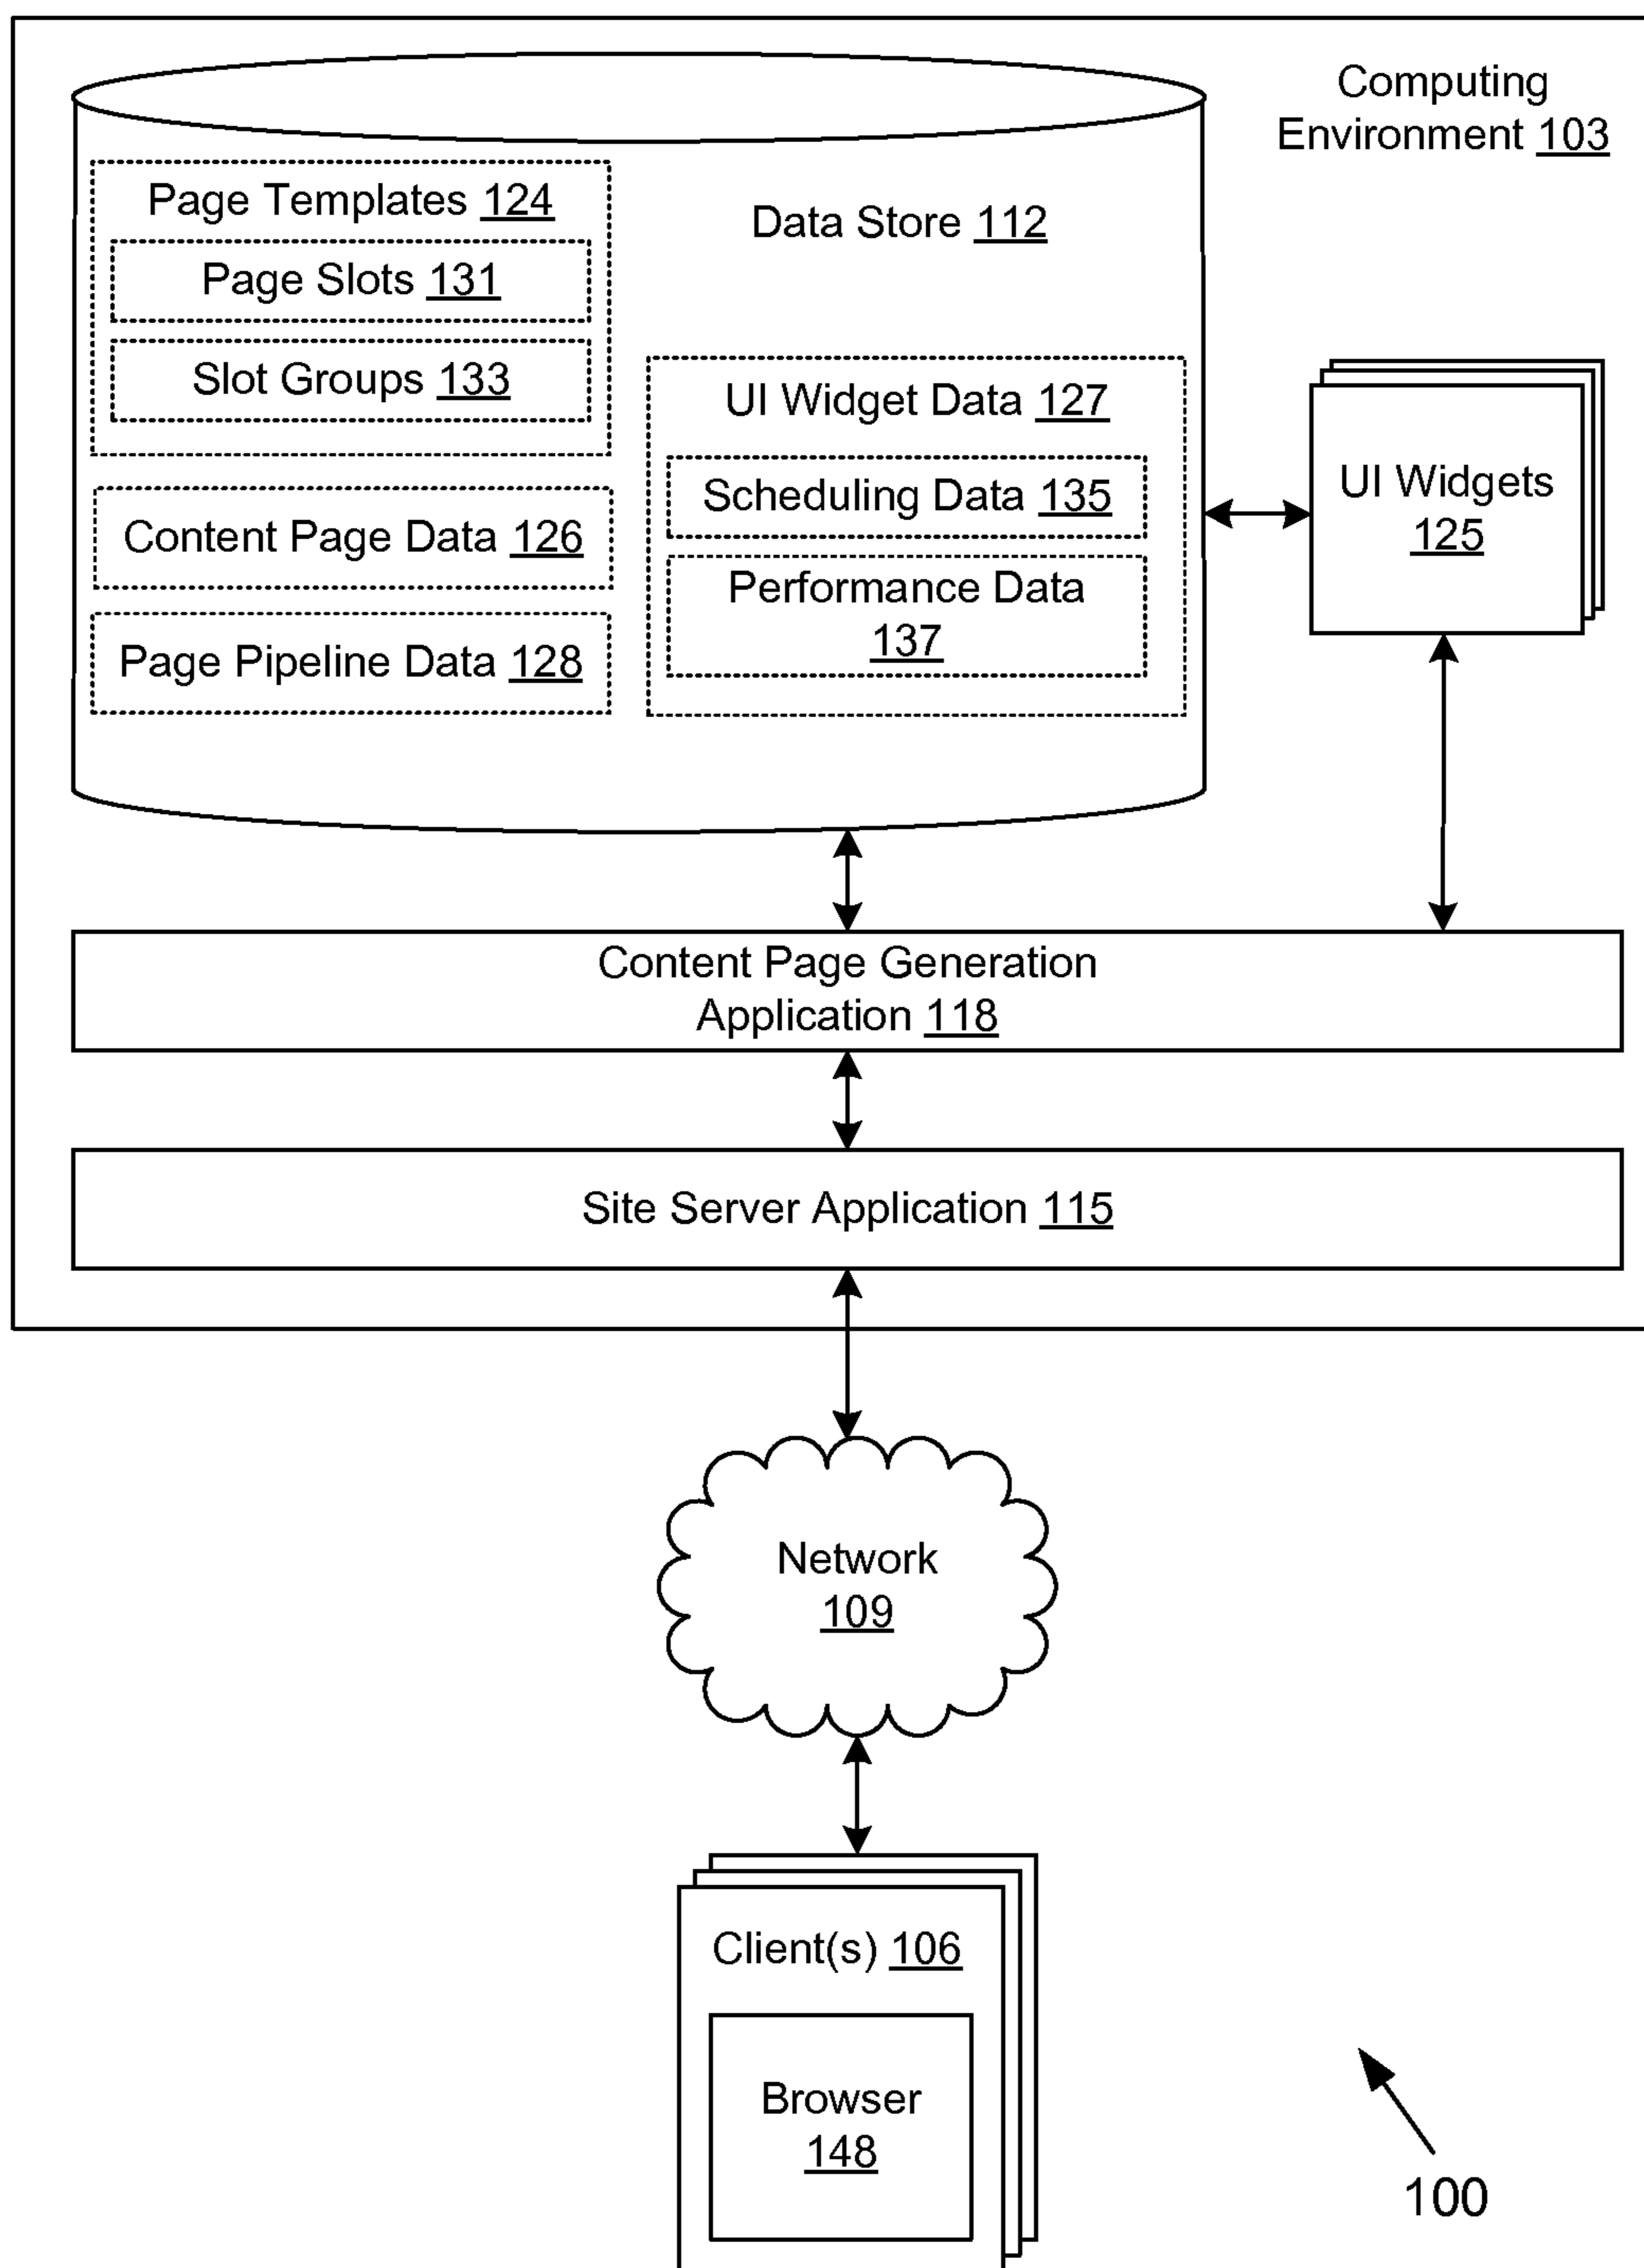 Computing
Environment 103
Page Templates 124
Data Store 112
Page Slots 131
Slot Groups 133
UI Widget Data 127
UI Widgets
125
Scheduling Data 135
Content Page Data 126
Performance Data
137
Page Pipeline Data 128
Content Page Generation
Application 118
Site Server Application 115
Network
109
Client(s) 106
Browser
148
100